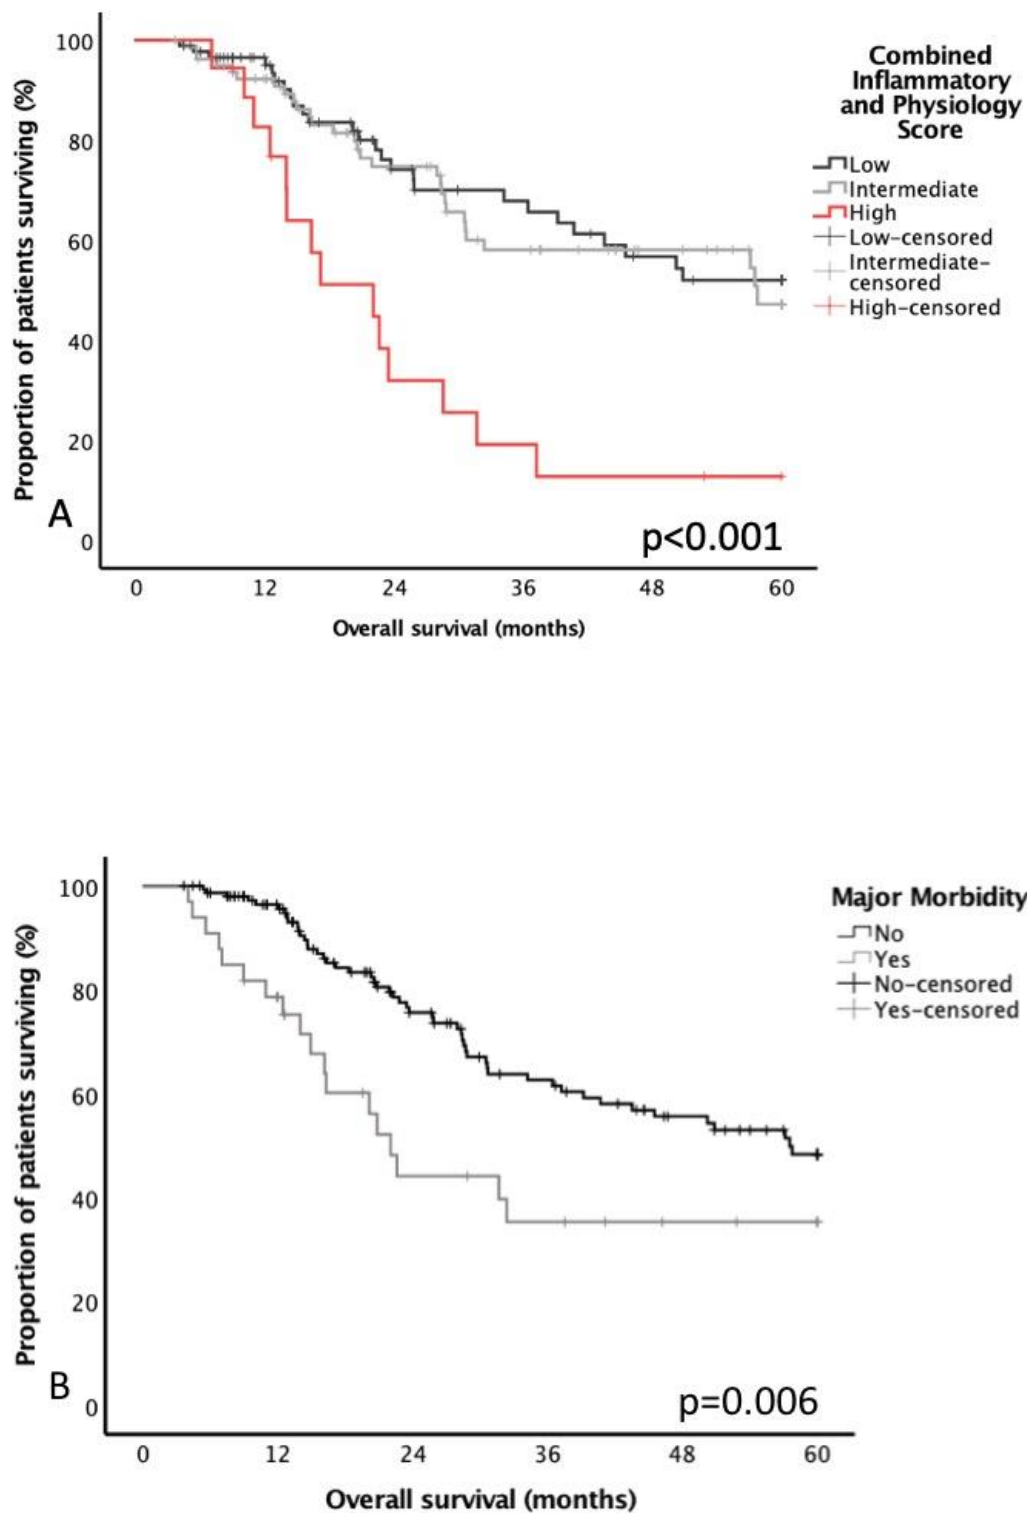 Combined
Inflammatory
and Physiology
Score
Low
Intermediate
High
Low-censored
Intermediate-
censored
High-censored
Proportion of patients surviving (%)
100
80
60
40
20
0
A
p<0.001
0 12 24 36 48 60
Overall survival (months)
Major Morbidity
No
Yes
No-censored
Yes-censored
Proportion of patients surviving (%)
100
80
60
40
20
0
B
p=0.006
0 12 24 36 48 60
Overall survival (months)